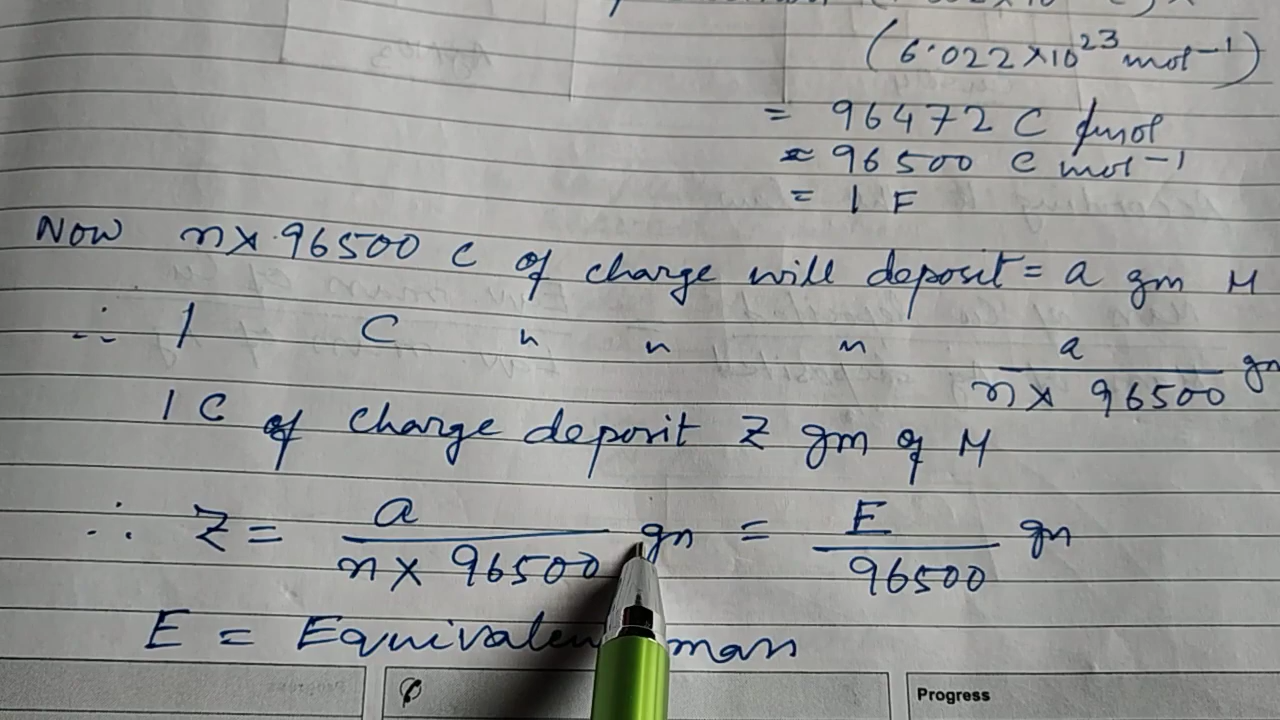 (6.022×10²³ mol⁻¹)
= 96472 C /mol
≈ 96500 C mol⁻¹
= 1 F
Now n×96500 C of charge will deposit = a gm M
∴ 1 C " " " a / n × 96500 gm
1 C of charge deposit Z gm of M
∴ Z = a / n × 96500 gm = E / 96500 gm
E = Equivalent mass
Progress